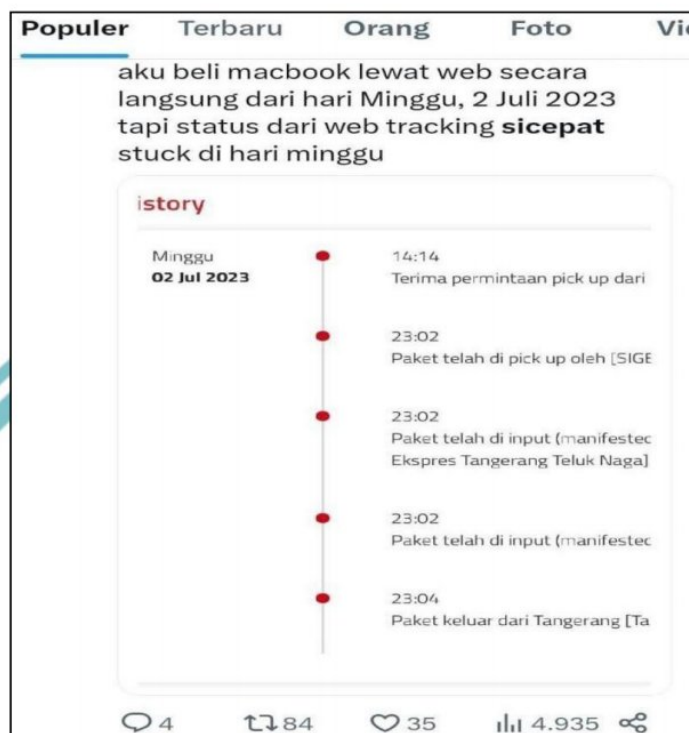 Populer Terbaru Orang Foto
aku beli macbook lewat web secara
langsung dari hari Minggu, 2 Juli 2023
tapi status dari web tracking sicepat
stuck di hari minggu
istory
Minggu 14:14
02 Jul 2023 Terima permintaan pick up dari
23:02
Paket telah di pick up oleh [SIGE
23:02
Paket telah di input (manifestec
Ekspres Tangerang Teluk Naga]
23:02
Paket telah di input (manifestec
23:04
Paket keluar dari Tangerang [Ta
4 84 35 4.935